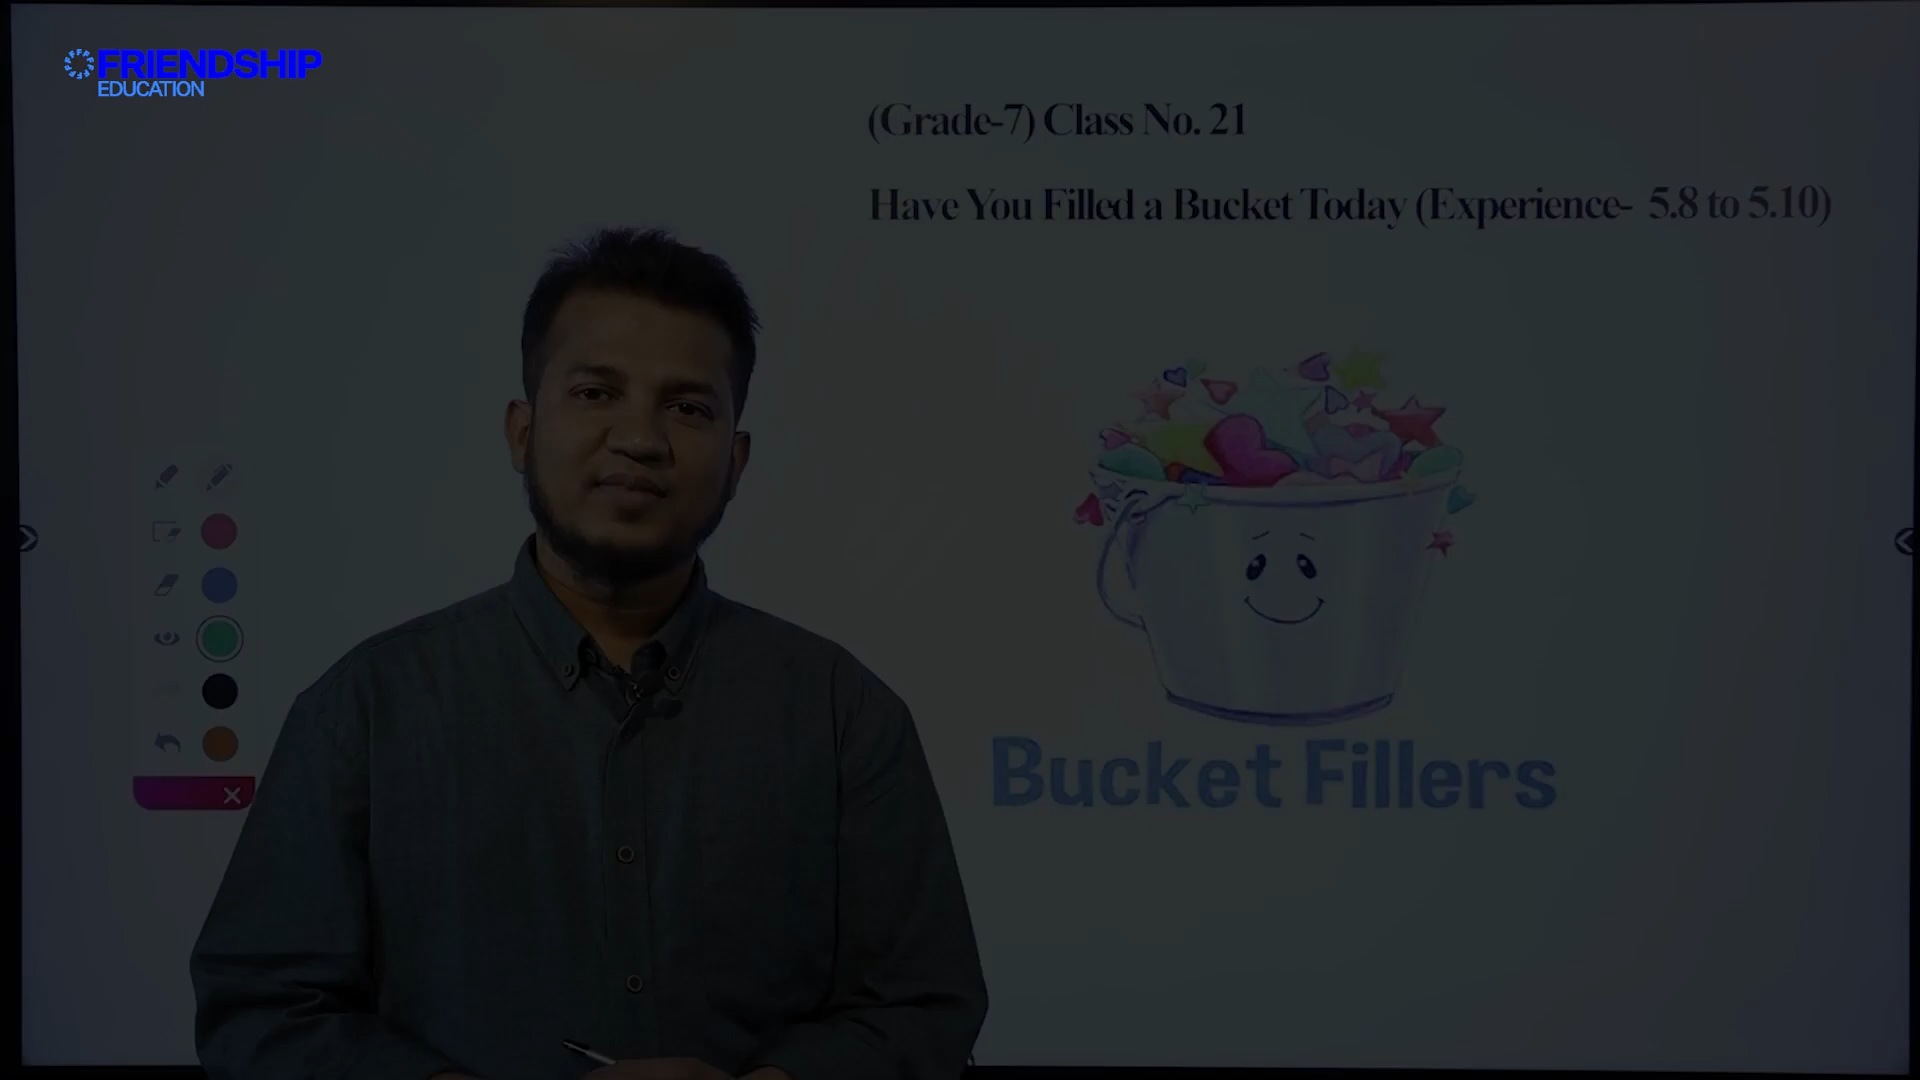 FRIENDSHIP
EDUCATION
(Grade-7) Class No. 21
Have You Filled a Bucket Today (Experience- 5.8 to 5.10)
Bucket Fillers